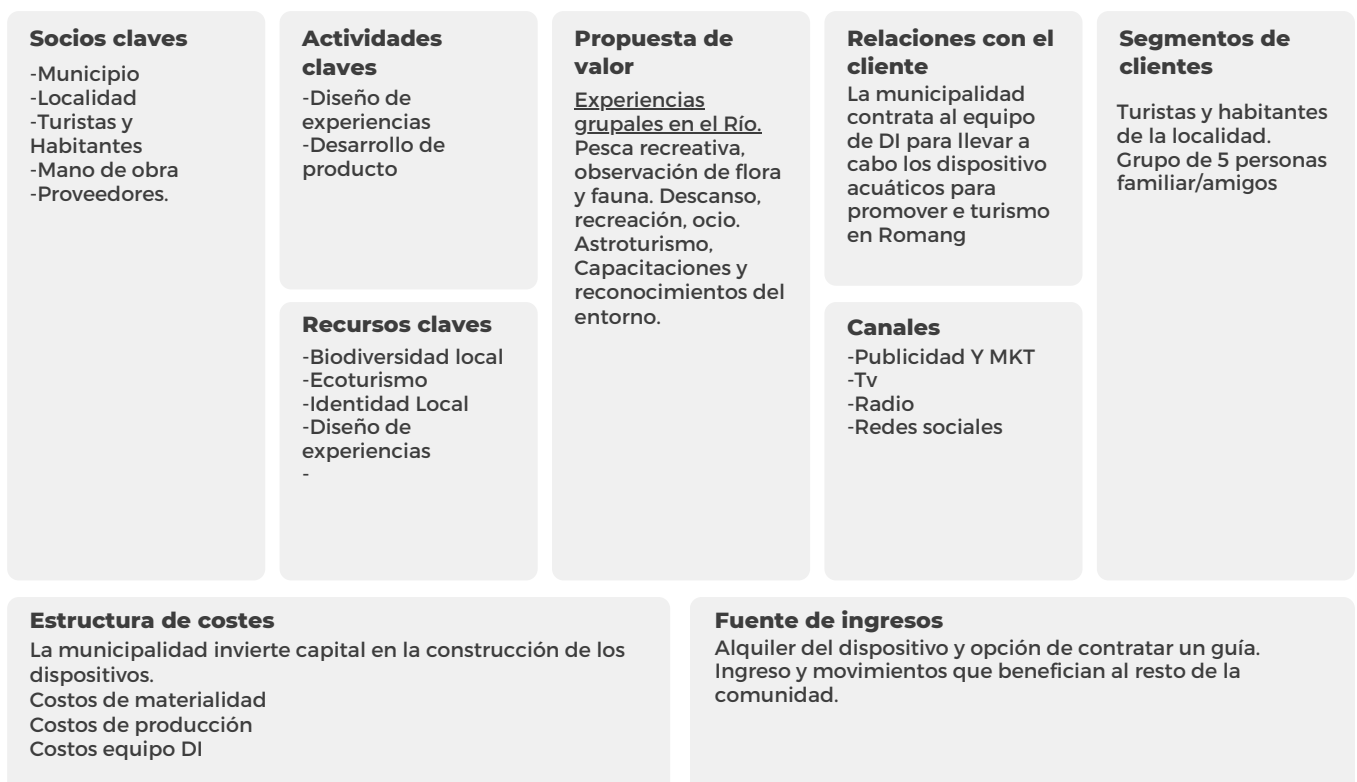 Socios claves
-Municipio
-Localidad
-Turistas y
Habitantes
-Mano de obra
-Proveedores.
Actividades
claves
-Diseño de
experiencias
-Desarrollo de
producto
Recursos claves
-Biodiversidad local
-Ecoturismo
-Identidad Local
-Diseño de
experiencias
-
Propuesta de
valor
Experiencias
grupales en el Río.
Pesca recreativa,
observación de flora
y fauna. Descanso,
recreación, ocio.
Astroturismo,
Capacitaciones y
reconocimientos del
entorno.
Relaciones con el
cliente
La municipalidad
contrata al equipo
de DI para llevar a
cabo los dispositivo
acuáticos para
promover e turismo
en Romang
Canales
-Publicidad Y MKT
-Tv
-Radio
-Redes sociales
Segmentos de
clientes
Turistas y habitantes
de la localidad.
Grupo de 5 personas
familiar/amigos
Estructura de costes
La municipalidad invierte capital en la construcción de los
dispositivos.
Costos de materialidad
Costos de producción
Costos equipo DI
Fuente de ingresos
Alquiler del dispositivo y opción de contratar un guía.
Ingreso y movimientos que benefician al resto de la
comunidad.